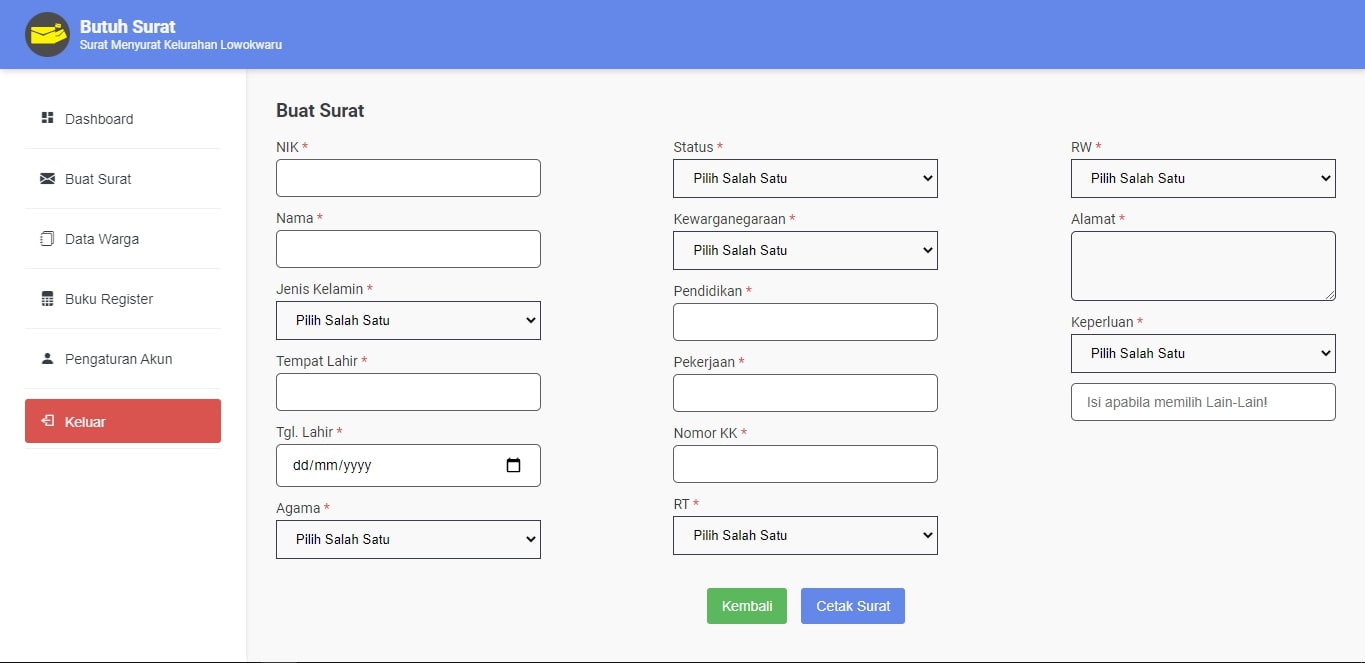 Butuh Surat
Surat Menyurat Kelurahan Lowokwaru
Dashboard
Buat Surat
Data Warga
Buku Register
Pengaturan Akun
Keluar
Buat Surat
NIK *
Nama *
Jenis Kelamin *
Pilih Salah Satu
Tempat Lahir *
Tgl. Lahir *
dd/mm/yyyy
Agama *
Pilih Salah Satu
Status *
Pilih Salah Satu
Kewarganegaraan *
Pilih Salah Satu
Pendidikan *
Pekerjaan *
Nomor KK *
RT *
Pilih Salah Satu
RW *
Pilih Salah Satu
Alamat *
Keperluan *
Pilih Salah Satu
Isi apabila memilih Lain-Lain!
Kembali
Cetak Surat